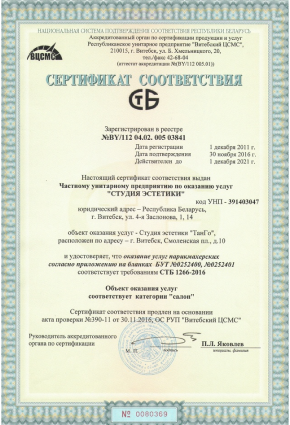 НАЦИОНАЛЬНАЯ СИСТЕМА ПОДТВЕРЖДЕНИЯ СООТВЕТСТВИЯ РЕСПУБЛИКИ БЕЛАРУСЬ
Аккредитованный орган по сертификации продукции и услуг
Республиканское унитарное предприятие "Витебский ЦСМС",
210015, г. Витебск, ул. Б. Хмельницкого, 20,
тел/факс 42-68-04
(аттестат аккредитации №BY/112 005.01)
ВЦСМС
СЕРТИФИКАТ СООТВЕТСТВИЯ
СТБ
Зарегистрирован в реестре
№BY/112 04.02. 005 03841
Дата регистрации 1 декабря 2011 г.
Дата подтверждения 30 ноября 2016 г.
Действителен до 1 декабря 2021 г.
Настоящий сертификат соответствия выдан
Частному унитарному предприятию по оказанию услуг
"СТУДИЯ ЭСТЕТИКИ"
код УНП - 391403047
юридический адрес – Республика Беларусь,
г. Витебск, ул. 4-я Заслонова, 1, 14
объект оказания услуг - Студия эстетики "ТанГо",
расположен по адресу – г. Витебск, Смоленская пл., д.10
и удостоверяет, что оказание услуг парикмахерских
согласно приложению на бланках БУТ №0252400, №0252401
соответствует требованиям СТБ 1266-2016
Объект оказания услуг
соответствует категории "салон"
Сертификат соответствия продлен на основании
акта проверки №390-11 от 30.11.2016, ОС РУП "Витебский ЦСМС"
Руководитель аккредитованного
органа по сертификации
П.Л. Яковлев
М. П.
подпись
инициалы, фамилия
№ 0080369